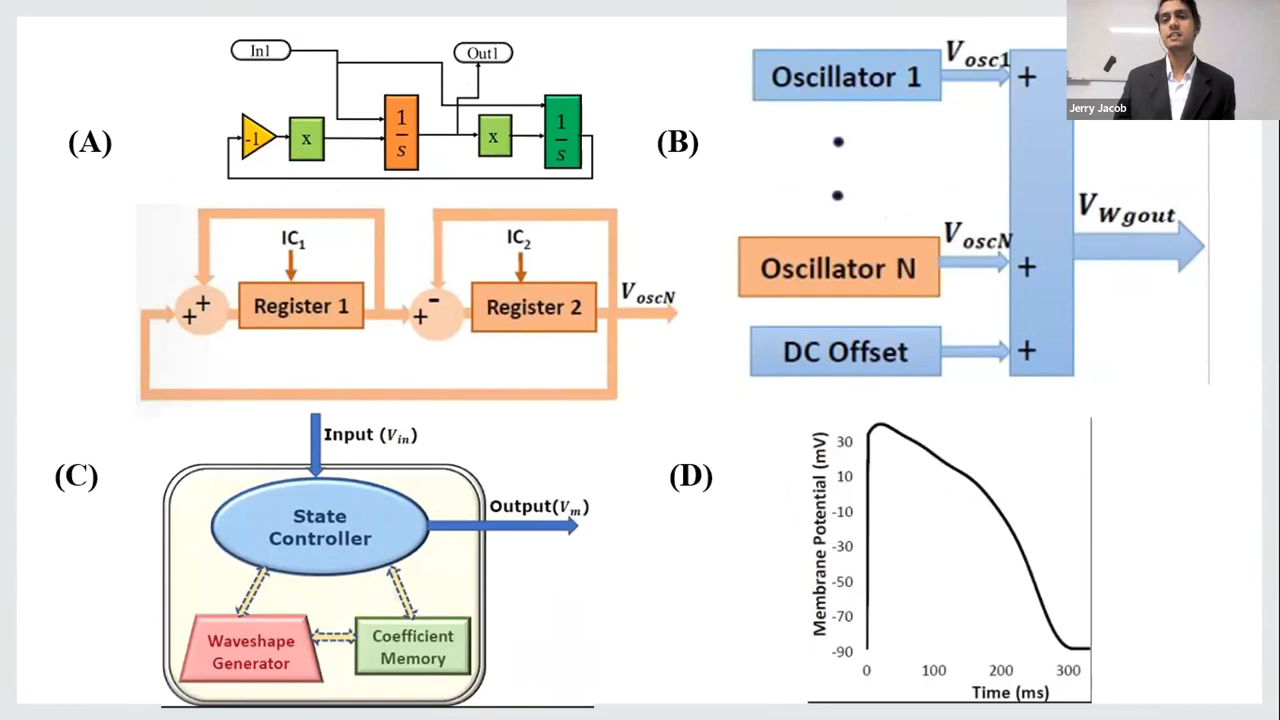 Jerry Jacob
(A)
In1
Out1
-1
x
1
s
x
1
s
IC1
IC2
+
+
Register 1
-
+
Register 2
VoscN
(B)
Oscillator 1
Vosc1
+
Oscillator N
VoscN
+
DC Offset
+
VWgout
(C)
Input (Vin)
State
Controller
Output(Vm)
Waveshape
Generator
Coefficient
Memory
(D)
Membrane Potential (mV)
30
10
-10
-30
-50
-70
-90
0 100 200 300
Time (ms)